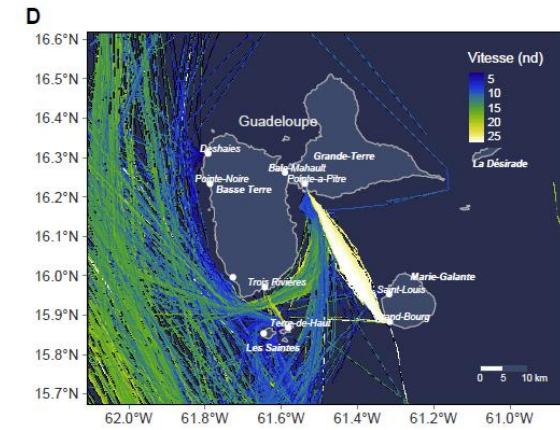 D
16.6°N
16.5°N
16.4°N
16.3°N
16.2°N
16.1°N
16.0°N
15.9°N
15.8°N
15.7°N
Vitesse (nd)
5
10
15
20
25
Guadeloupe
Deshaies
Grande-Terre
La Désirade
Baie-Mahault
Pointe-Noire
Pointe-a-Pitre
Basse Terre
Trois Rivières
Marie-Galante
Saint-Louis
Grand-Bourg
Terre-de-Haut
Les Saintes
0 5 10 km
62.0°W 61.8°W 61.6°W 61.4°W 61.2°W 61.0°W